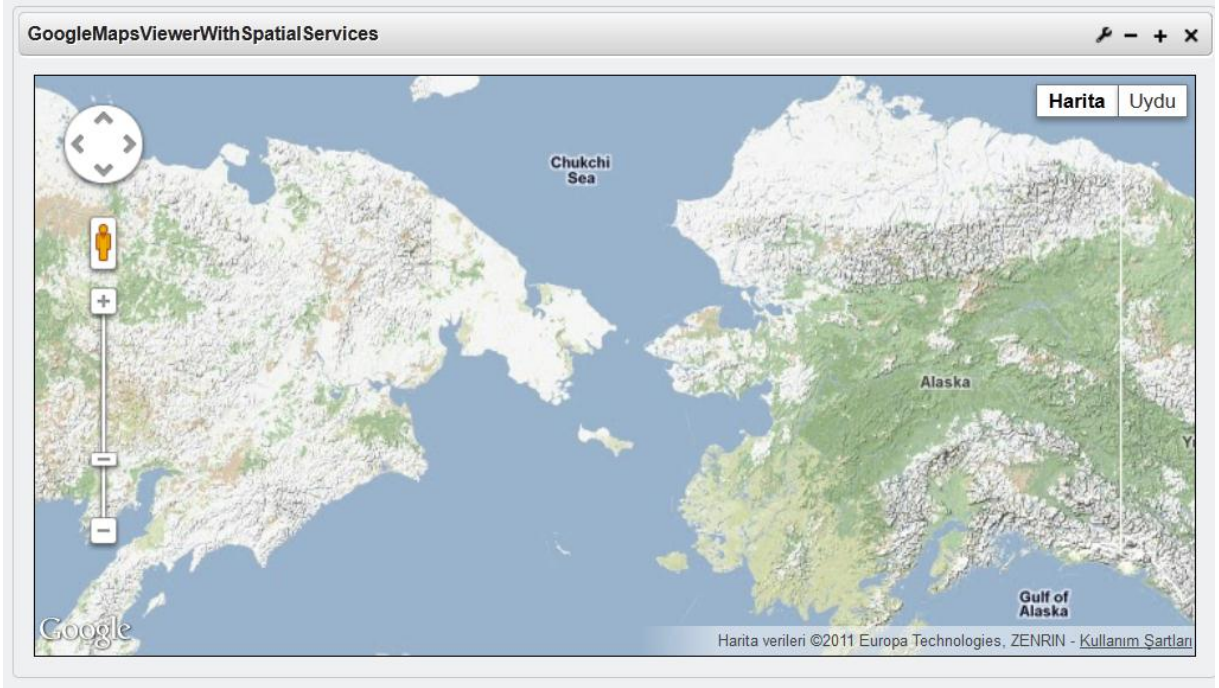 GoogleMapsViewerWithSpatialServices
Harita Uydu
Chukchi
Sea
Alaska
Gulf of
Alaska
Google
Harita verileri ©2011 Europa Technologies, ZENRIN - Kullanım Şartları